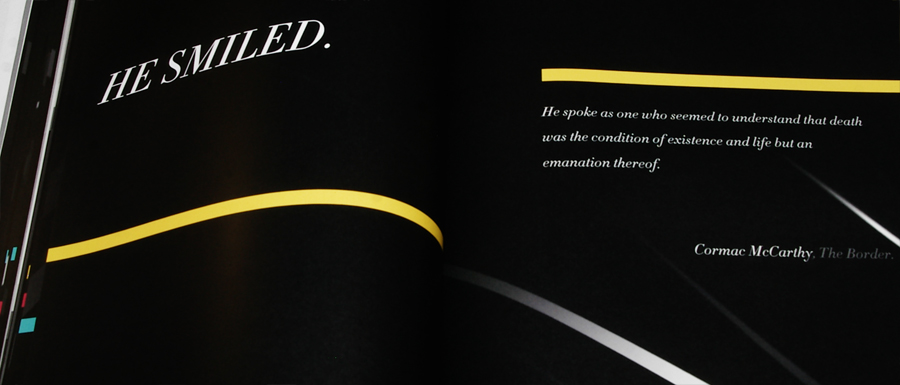 HE SMILED.
He spoke as one who seemed to understand that death
was the condition of existence and life but an
emanation thereof.
Cormac McCarthy, The Border.